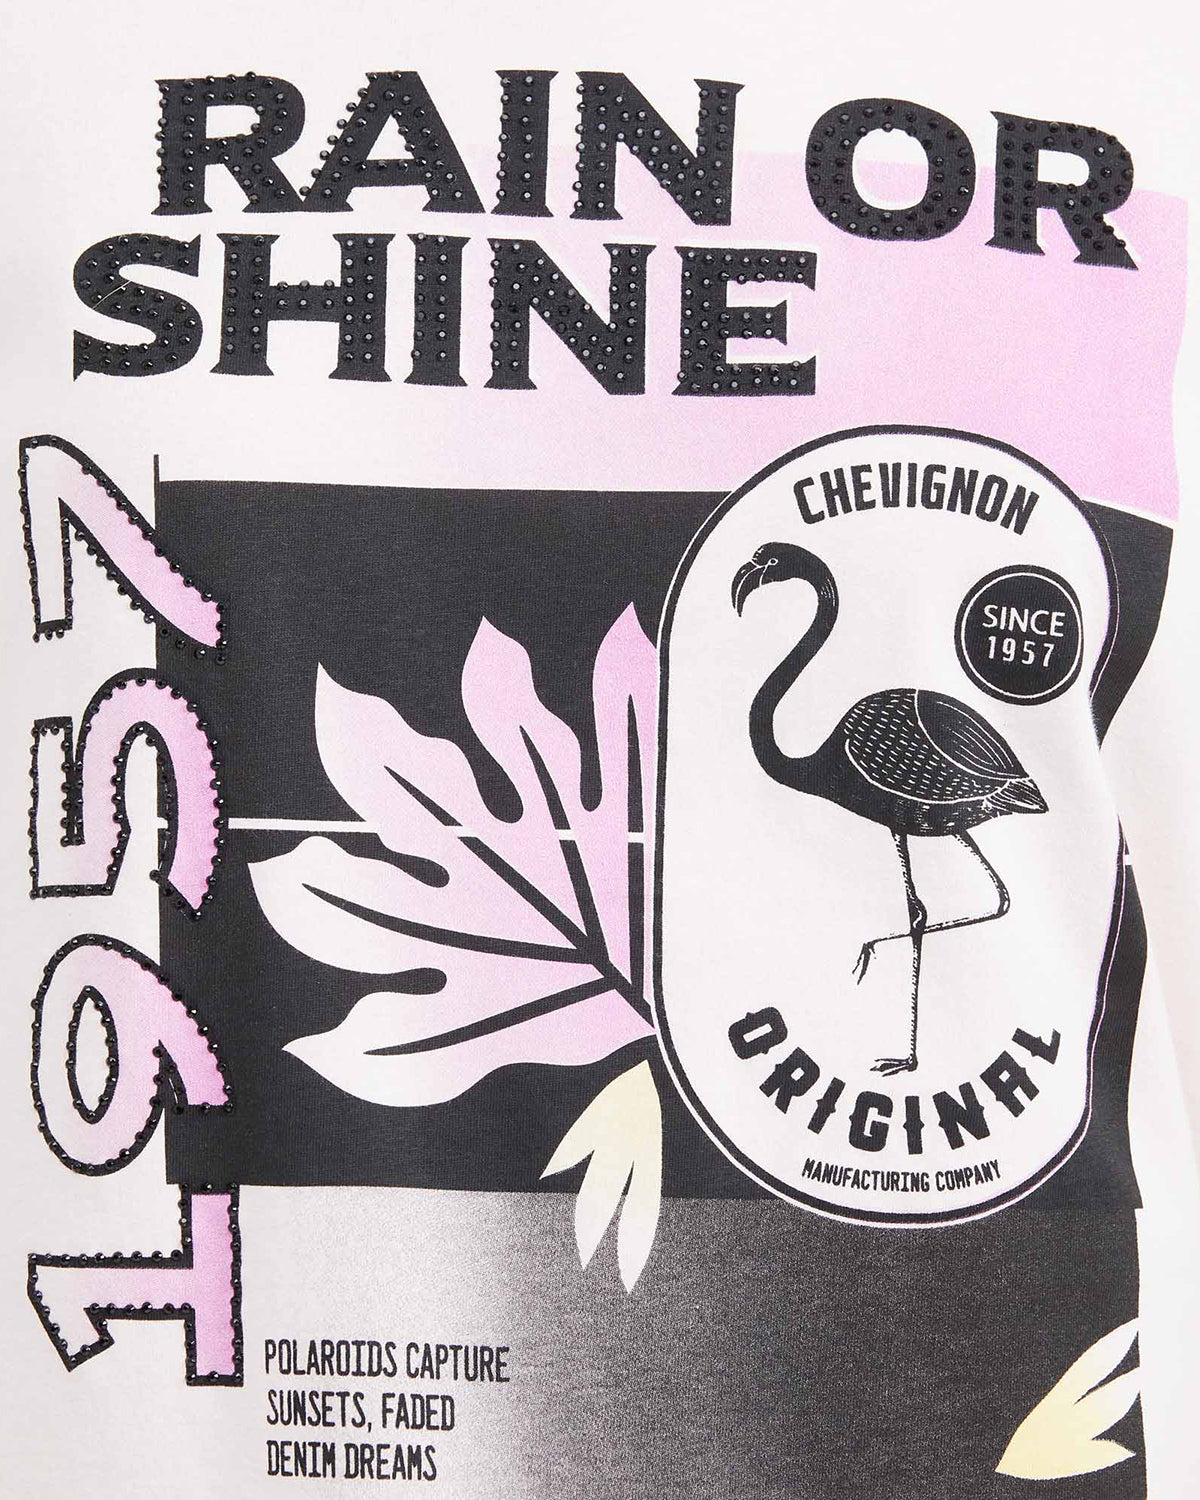 RAIN OR
SHINE
1957
CHEVIGNON
SINCE
1957
ORIGINAL
MANUFACTURING COMPANY
POLAROIDS CAPTURE
SUNSETS, FADED
DENIM DREAMS